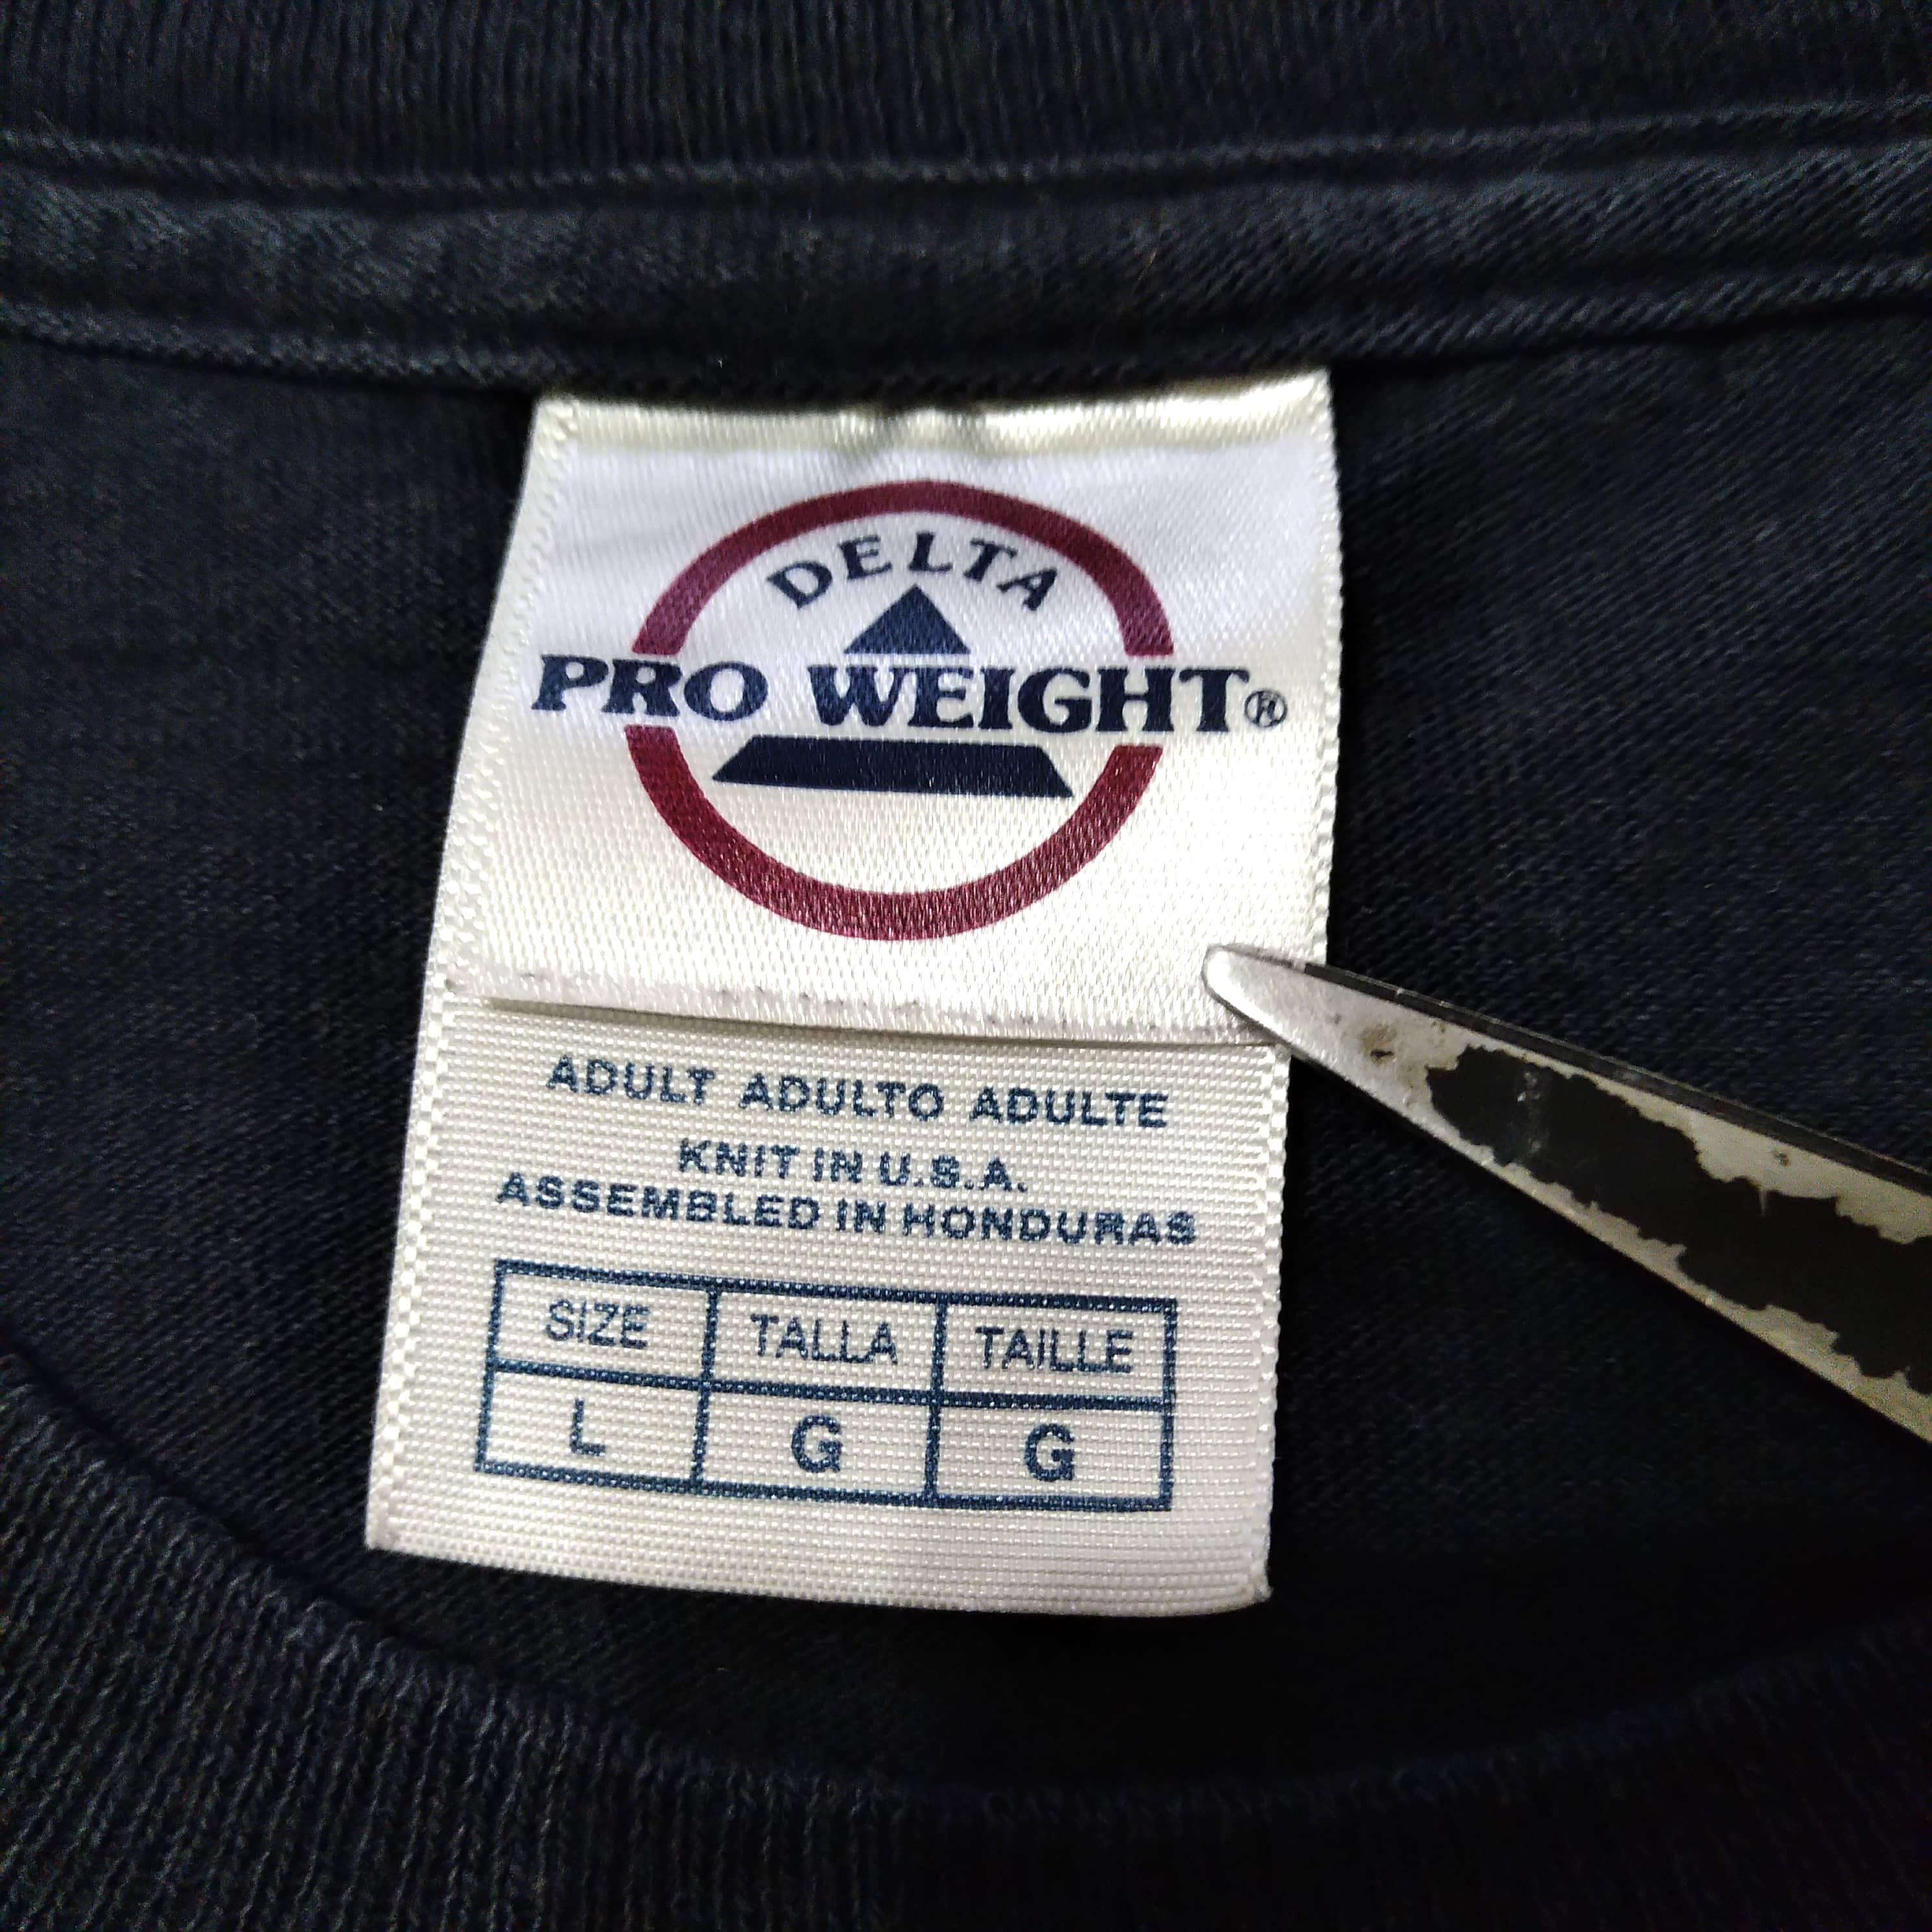 DELTA
PRO WEIGHT®
ADULT ADULTO ADULTE
KNIT IN U.S.A.
ASSEMBLED IN HONDURAS
SIZE TALLA TAILLE
L G G